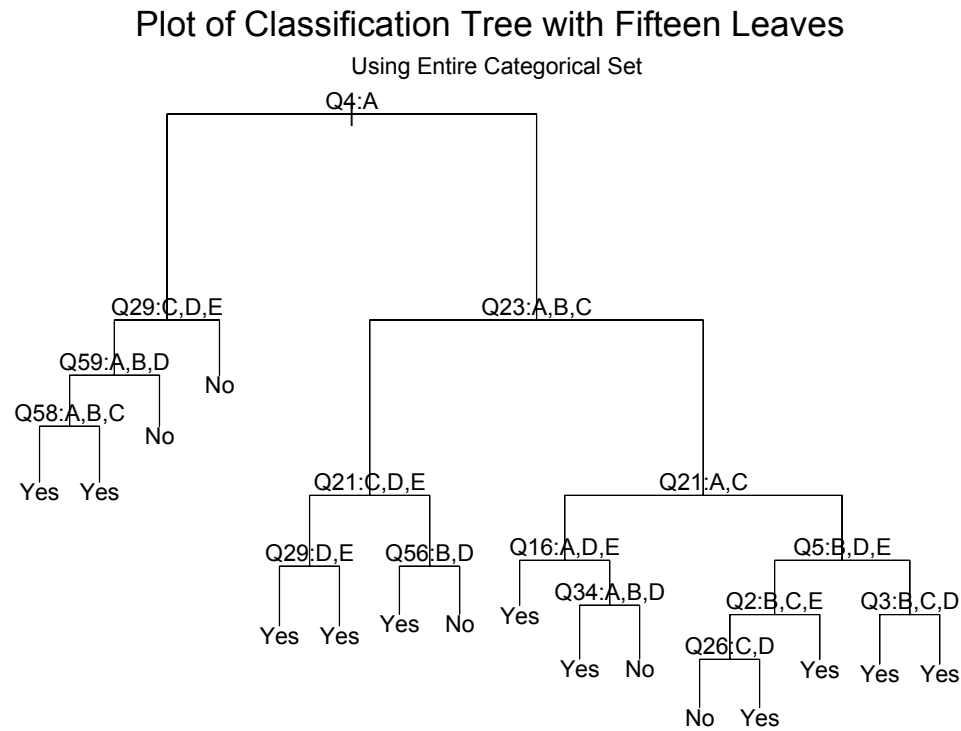 Plot of Classification Tree with Fifteen Leaves
Using Entire Categorical Set
Q4:A
Q29:C,D,E
Q23:A,B,C
Q59:A,B,D
No
Q58:A,B,C
No
Yes Yes
Q21:C,D,E
Q21:A,C
Q29:D,E
Q56:B,D
Q16:A,D,E
Q5:B,D,E
Q34:A,B,D
Q2:B,C,E
Q3:B,C,D
Yes
Yes Yes
Yes No
Q26:C,D
Yes No
Yes
Yes Yes
No Yes